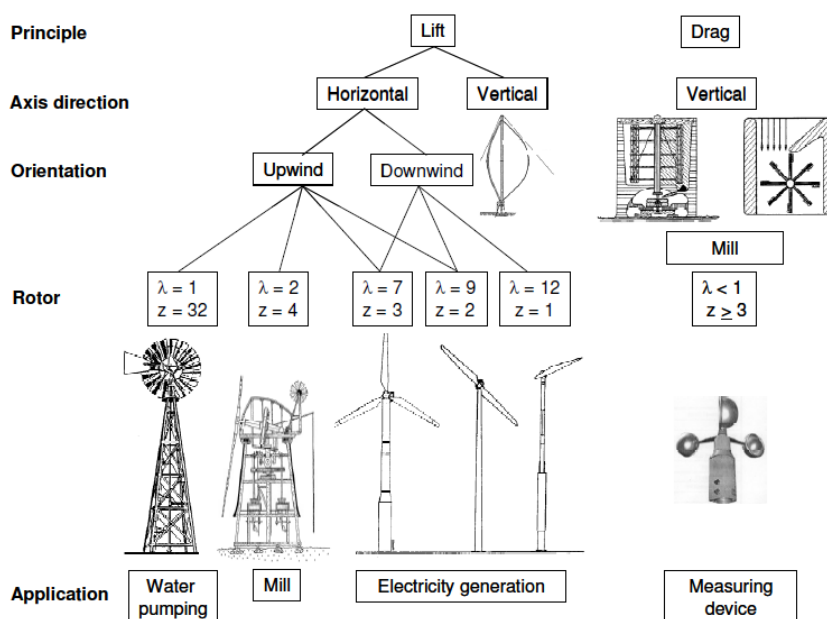 Principle
Lift
Drag
Axis direction
Horizontal
Vertical
Vertical
Orientation
Upwind
Downwind
Mill
Rotor
λ = 1
z = 32
λ = 2
z = 4
λ = 7
z = 3
λ = 9
z = 2
λ = 12
z = 1
λ < 1
z ≥ 3
Application
Water
pumping
Mill
Electricity generation
Measuring
device